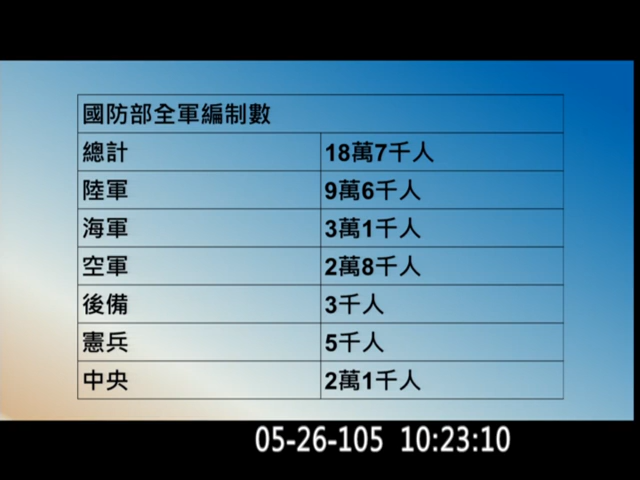 國防部全軍編制數
總計 18萬7千人
陸軍 9萬6千人
海軍 3萬1千人
空軍 2萬8千人
後備 3千人
憲兵 5千人
中央 2萬1千人
05-26-105 10:23:10